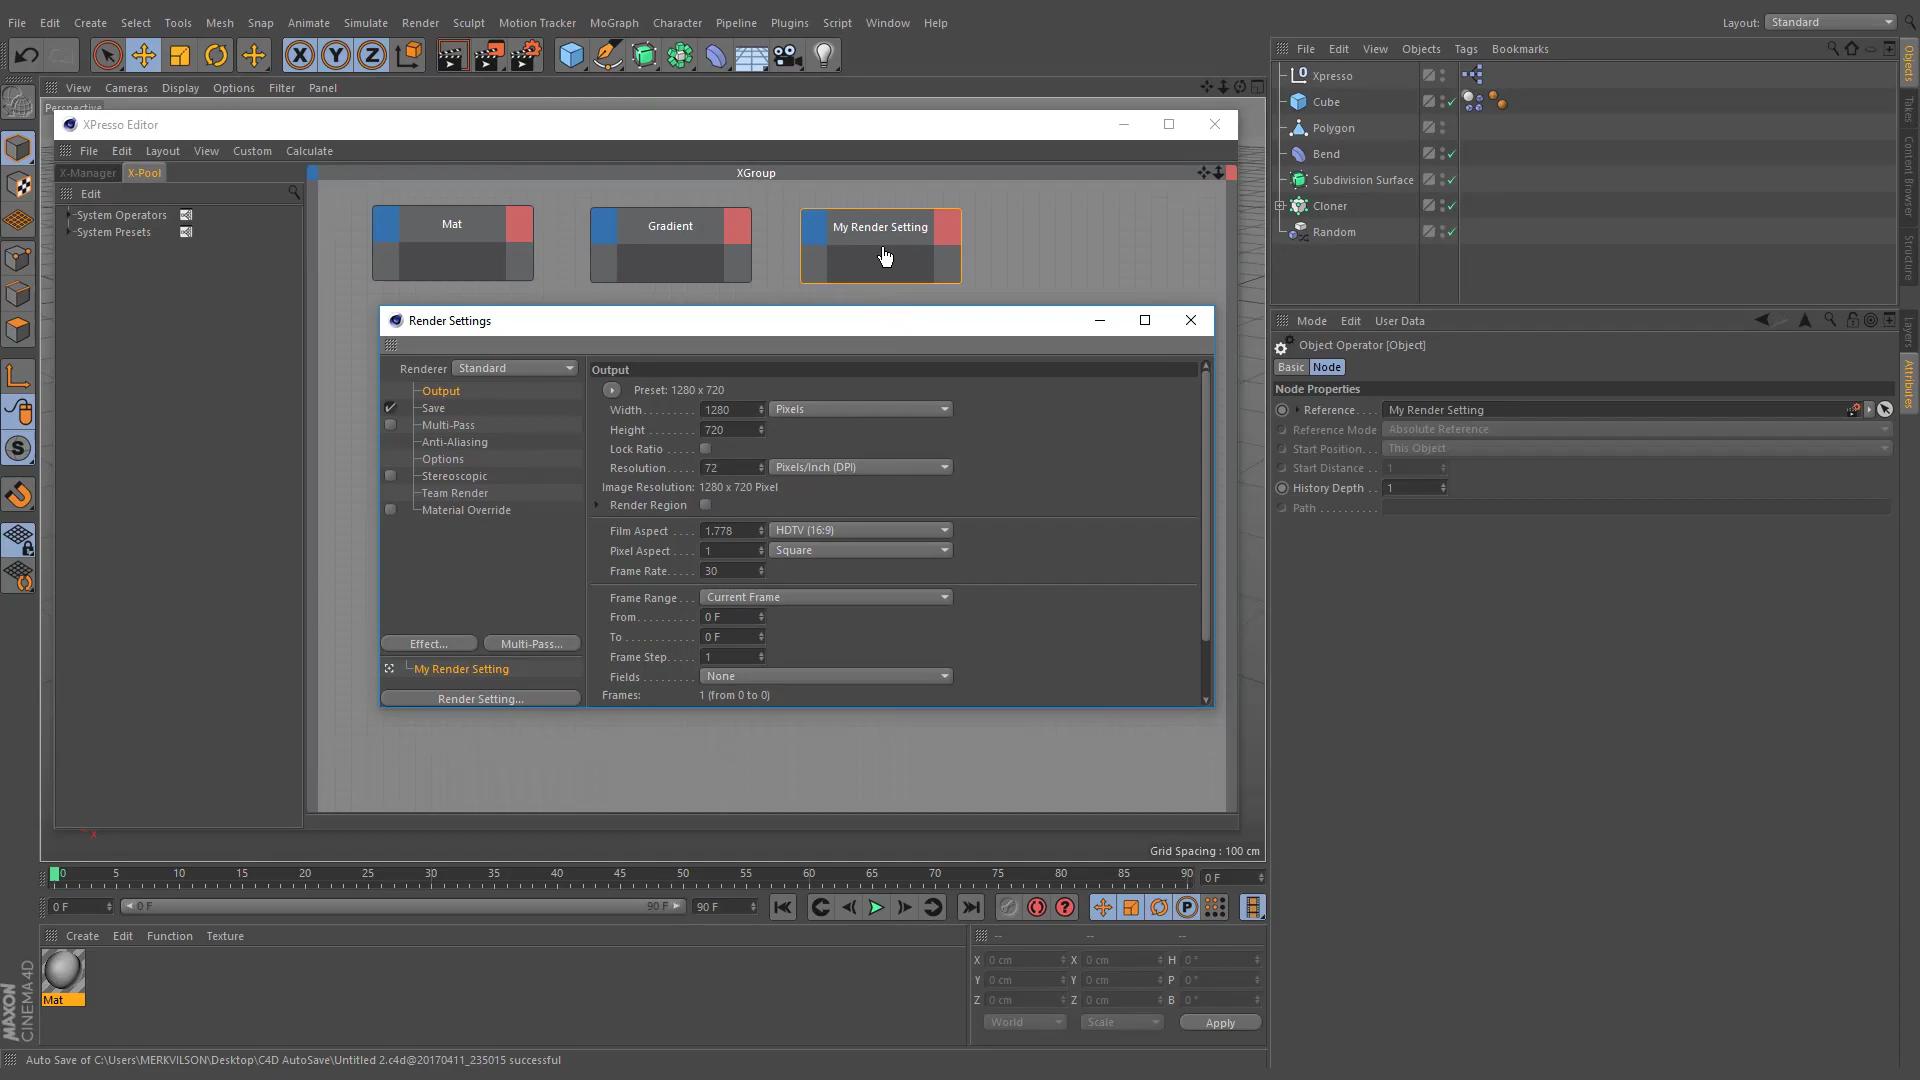 File Edit Create Select Tools Mesh Snap Animate Simulate Render Sculpt Motion Tracker MoGraph Character Pipeline Plugins Script Window Help
Layout: Standard
View Cameras Display Options Filter Panel
Perspective
XPresso Editor
File Edit Layout View Custom Calculate
X-Manager X-Pool
XGroup
Edit
System Operators
System Presets
Mat
Gradient
My Render Setting
Render Settings
Renderer Standard
Output
Save
Multi-Pass
Anti-Aliasing
Options
Stereoscopic
Team Render
Material Override
Effect... Multi-Pass...
My Render Setting
Render Setting...
Output
Preset: 1280 x 720
Width 1280 Pixels
Height 720
Lock Ratio
Resolution 72 Pixels/Inch (DPI)
Image Resolution: 1280 x 720 Pixel
Render Region
Film Aspect 1.778 HDTV (16:9)
Pixel Aspect 1 Square
Frame Rate 30
Frame Range Current Frame
From 0 F
To 0 F
Frame Step 1
Fields None
Frames: 1 (from 0 to 0)
X
Grid Spacing : 100 cm
0 5 10 15 20 25 30 35 40 45 50 55 60 65 70 75 80 85 90
0 F
0 F 0 F 90 F 90 F
Create Edit Function Texture
Mat
MAXON
CINEMA 4D
-- -- --
X 0 cm X 0 cm H 0 °
Y 0 cm Y 0 cm P 0 °
Z 0 cm Z 0 cm B 0 °
World Scale Apply
Auto Save of C:\Users\MERKVILSON\Desktop\C4D AutoSave\Untitled 2.c4d@20170411_235015 successful
File Edit View Objects Tags Bookmarks
Xpresso
Cube
Polygon
Bend
Subdivision Surface
Cloner
Random
Mode Edit User Data
Object Operator [Object]
Basic Node
Node Properties
Reference My Render Setting
Reference Mode Absolute Reference
Start Position This Object
Start Distance 1
History Depth 1
Path
Objects
Takes
Content Browser
Structure
Layers
Attributes